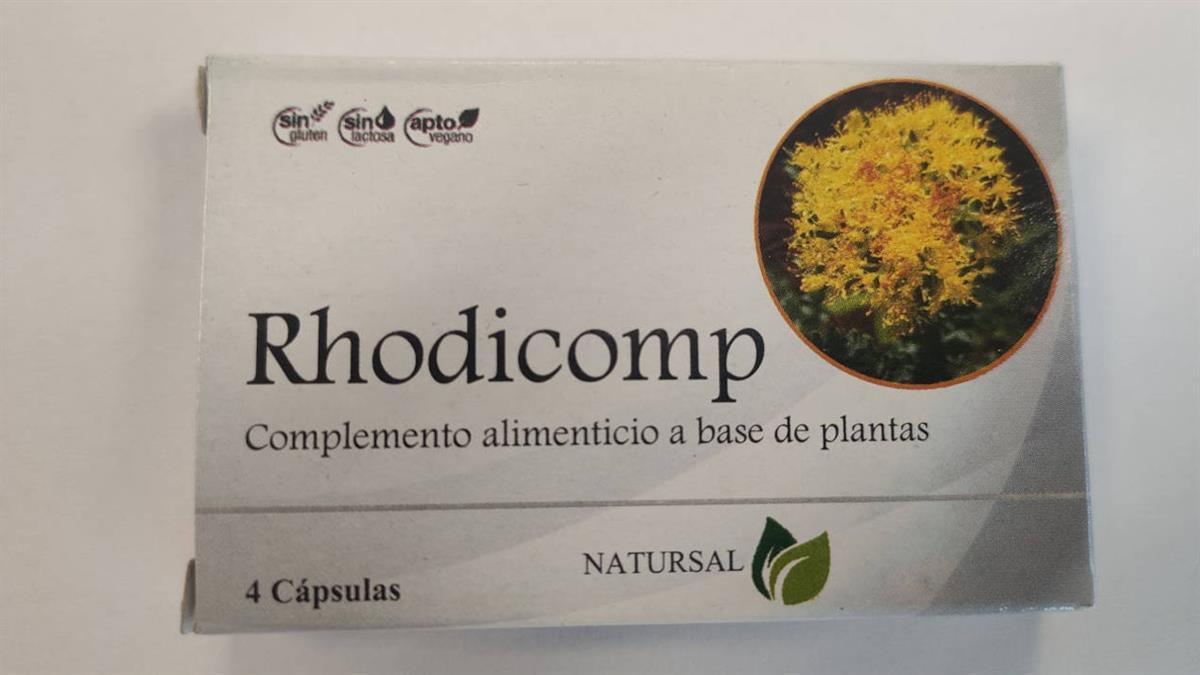 sin gluten
sin lactosa
apto vegano
Rhodicomp
Complemento alimenticio a base de plantas
NATURSAL
4 Cápsulas